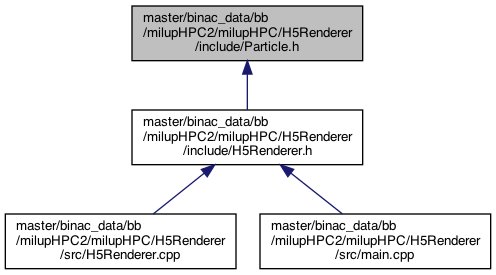 master/binac_data/bb
/milupHPC2/milupHPC/H5Renderer
/include/Particle.h
master/binac_data/bb
/milupHPC2/milupHPC/H5Renderer
/include/H5Renderer.h
master/binac_data/bb
/milupHPC2/milupHPC/H5Renderer
/src/H5Renderer.cpp
master/binac_data/bb
/milupHPC2/milupHPC/H5Renderer
/src/main.cpp